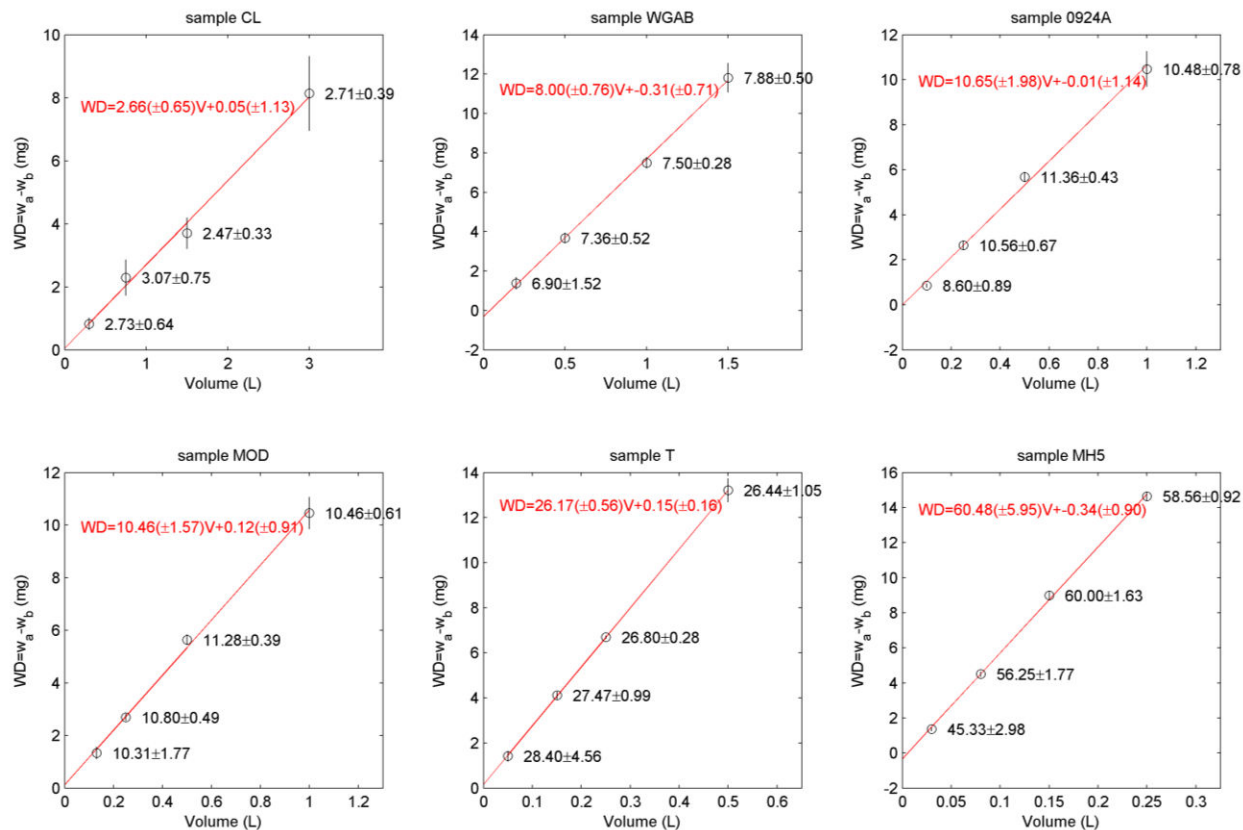 sample CL
10
8
6
4
2
0
WD=w_a-w_b (mg)
WD=2.66(±0.65)V+0.05(±1.13)
2.71±0.39
2.47±0.33
3.07±0.75
2.73±0.64
0 1 2 3
Volume (L)
sample WGAB
14
12
10
8
6
4
2
0
-2
WD=w_a-w_b (mg)
WD=8.00(±0.76)V+-0.31(±0.71)
7.88±0.50
7.50±0.28
7.36±0.52
6.90±1.52
0 0.5 1 1.5
Volume (L)
sample 0924A
12
10
8
6
4
2
0
-2
WD=w_a-w_b (mg)
WD=10.65(±1.98)V+-0.01(±1.14)
10.48±0.78
11.36±0.43
10.56±0.67
8.60±0.89
0 0.2 0.4 0.6 0.8 1 1.2
Volume (L)
sample MOD
12
10
8
6
4
2
0
WD=w_a-w_b (mg)
WD=10.46(±1.57)V+0.12(±0.91)
10.46±0.61
11.28±0.39
10.80±0.49
10.31±1.77
0 0.2 0.4 0.6 0.8 1 1.2
Volume (L)
sample T
14
12
10
8
6
4
2
0
WD=w_a-w_b (mg)
WD=26.17(±0.56)V+0.15(±0.16)
26.44±1.05
26.80±0.28
27.47±0.99
28.40±4.56
0 0.1 0.2 0.3 0.4 0.5 0.6
Volume (L)
sample MH5
16
14
12
10
8
6
4
2
0
-2
WD=w_a-w_b (mg)
WD=60.48(±5.95)V+-0.34(±0.90)
58.56±0.92
60.00±1.63
56.25±1.77
45.33±2.98
0 0.05 0.1 0.15 0.2 0.25 0.3
Volume (L)